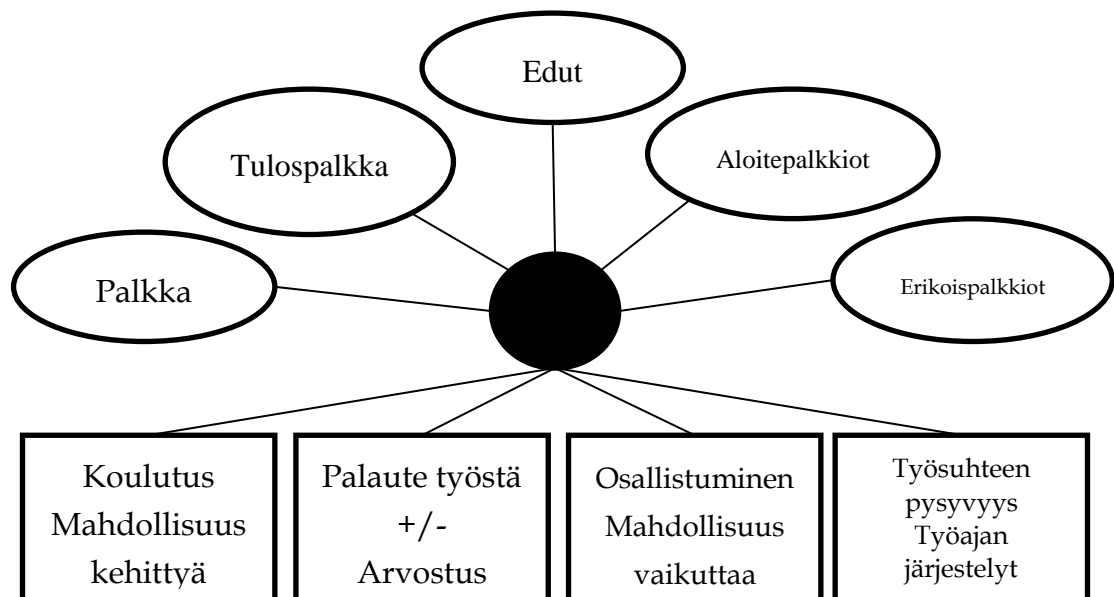 Edut
Tulospalkka
Aloitepalkkiot
Palkka
Erikoispalkkiot
Koulutus
Mahdollisuus
kehittyä
Palaute työstä
+/-
Arvostus
Osallistuminen
Mahdollisuus
vaikuttaa
Työsuhteen
pysyvyys
Työajan
järjestelyt